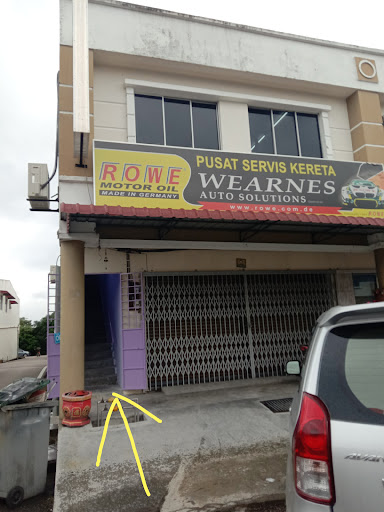 ROWE
MOTOR OIL
MADE IN GERMANY
PUSAT SERVIS KERETA
WEARNES
AUTO SOLUTIONS
www.rowe.com.de